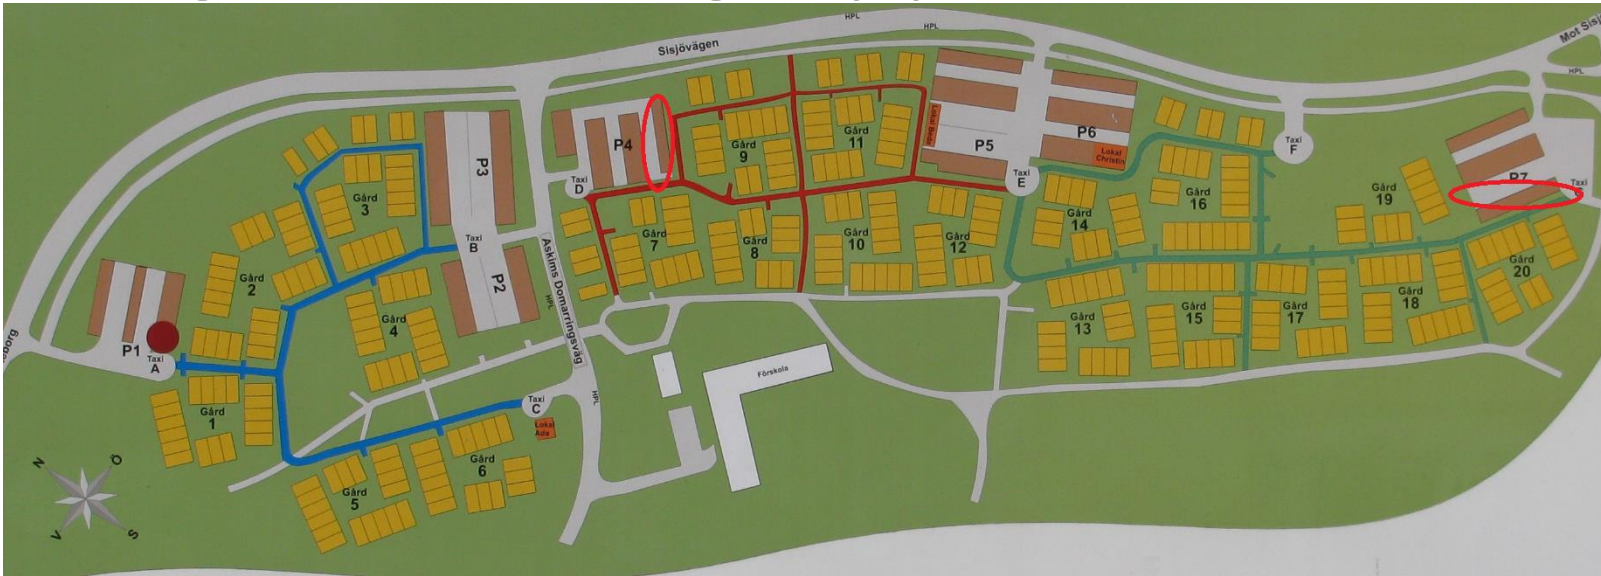 HPL
HPL
Sisjövägen
Mot Sisj
HPL
P3
P4
Gård
9
Gård
11
Lokal Berör
P5
P6
Lokal
Christin
Taxi
F
P7
Taxi
Taxi
D
Taxi
E
Gård
3
Gård
16
Gård
19
Gård
14
Taxi
B
Gård
7
Gård
8
Gård
10
Gård
12
Gård
20
Gård
2
P2
HPL
Askims Domarringsväg
Gård
4
Gård
13
Gård
15
Gård
17
Gård
18
P1
Taxi
A
oborg
Förskola
HPL
Gård
1
Taxi
C
Lokal
Ada
Gård
6
Gård
5
N
Ö
V
S